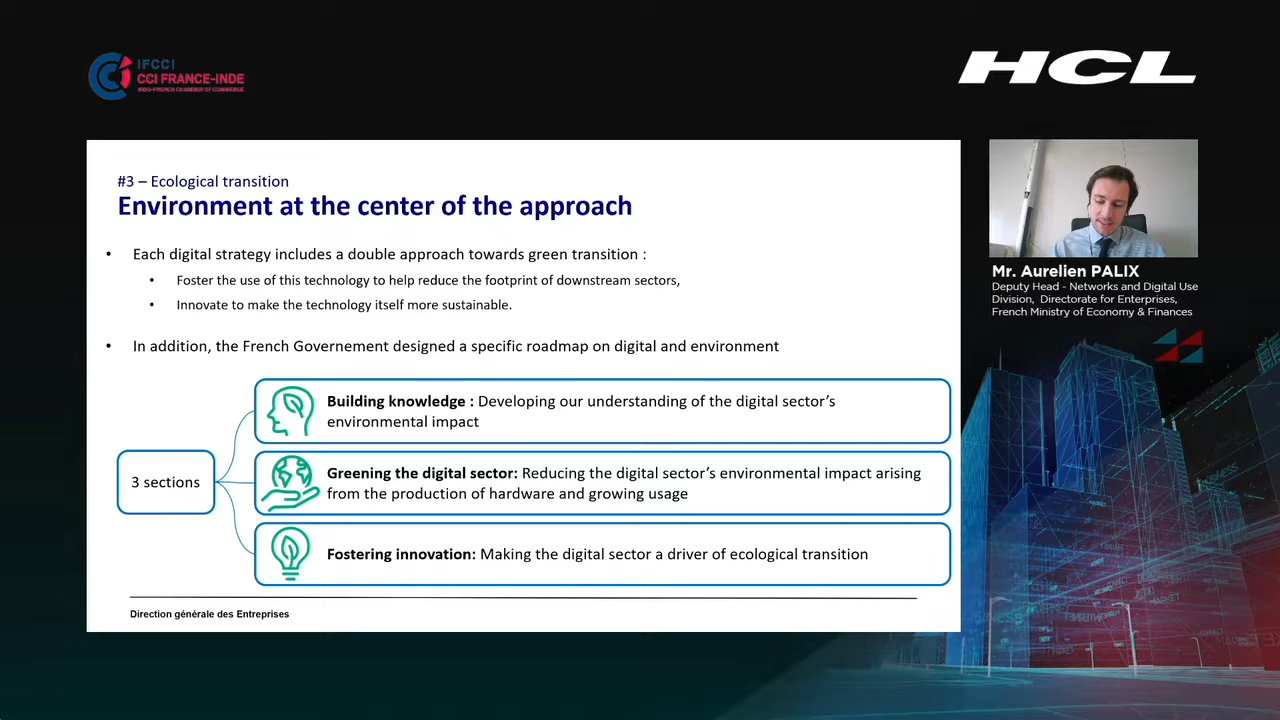 IFCCI
CCI FRANCE-INDE
INDO-FRENCH CHAMBER OF COMMERCE
HCL
#3 – Ecological transition
Environment at the center of the approach
• Each digital strategy includes a double approach towards green transition :
• Foster the use of this technology to help reduce the footprint of downstream sectors,
• Innovate to make the technology itself more sustainable.
• In addition, the French Governement designed a specific roadmap on digital and environment
3 sections
Building knowledge : Developing our understanding of the digital sector’s
environmental impact
Greening the digital sector: Reducing the digital sector’s environmental impact arising
from the production of hardware and growing usage
Fostering innovation: Making the digital sector a driver of ecological transition
Direction générale des Entreprises
Mr. Aurelien PALIX
Deputy Head - Networks and Digital Use
Division, Directorate for Enterprises,
French Ministry of Economy & Finances
MARKET